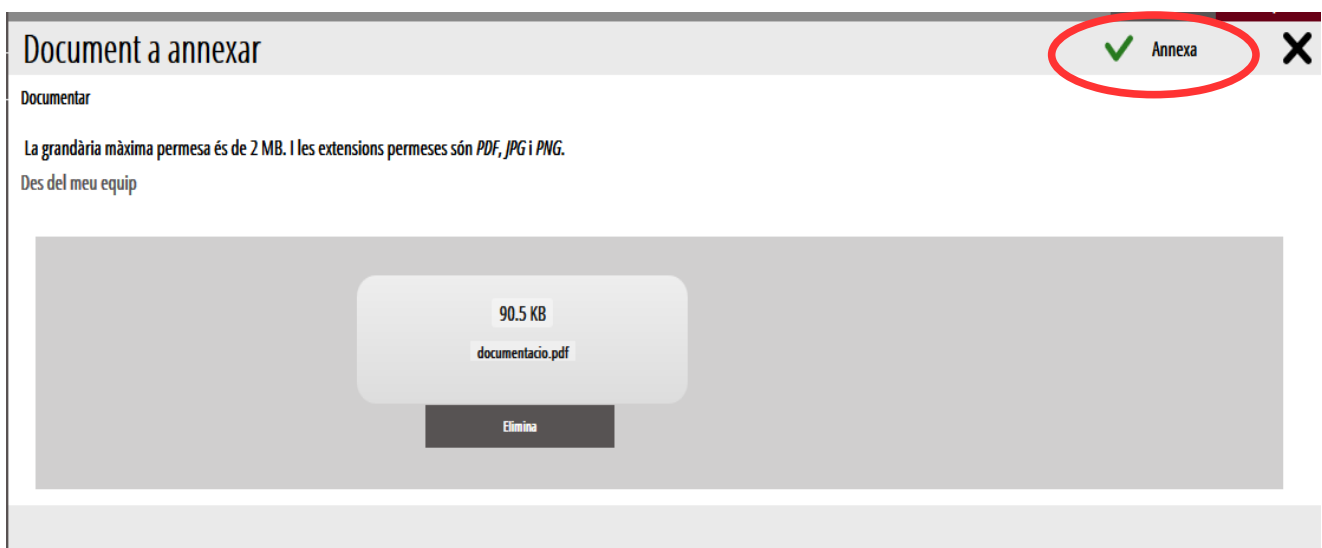 Document a annexar
Annexa
Documentar
La grandària màxima permesa és de 2 MB. I les extensions permeses són PDF, JPG i PNG.
Des del meu equip
90.5 KB
documentacio.pdf
Elimina